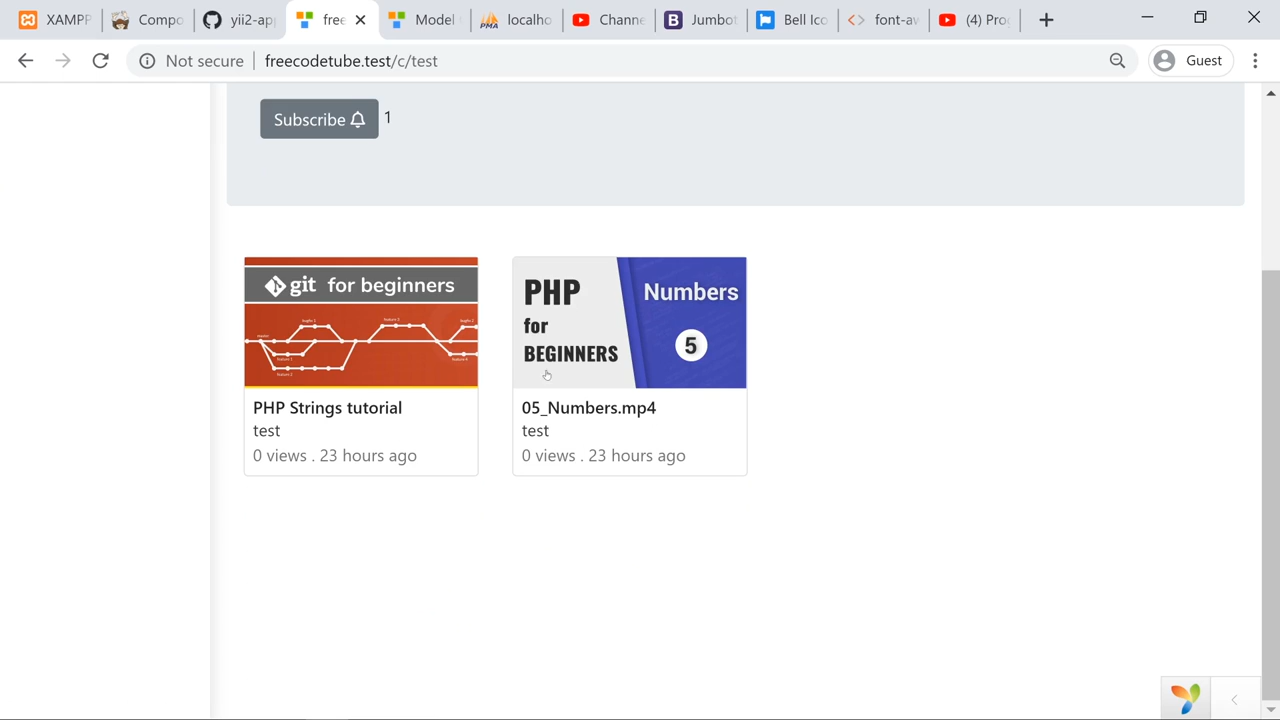 XAMPP
Compo
yii2-ap
free
Model
localho
Chann
Jumbot
Bell Ico
font-av
(4) Pro
Not secure
freecodetube.test/c/test
Guest
Subscribe
1
git for beginners
PHP
for
BEGINNERS
Numbers
5
PHP Strings tutorial
test
0 views . 23 hours ago
05_Numbers.mp4
test
0 views . 23 hours ago